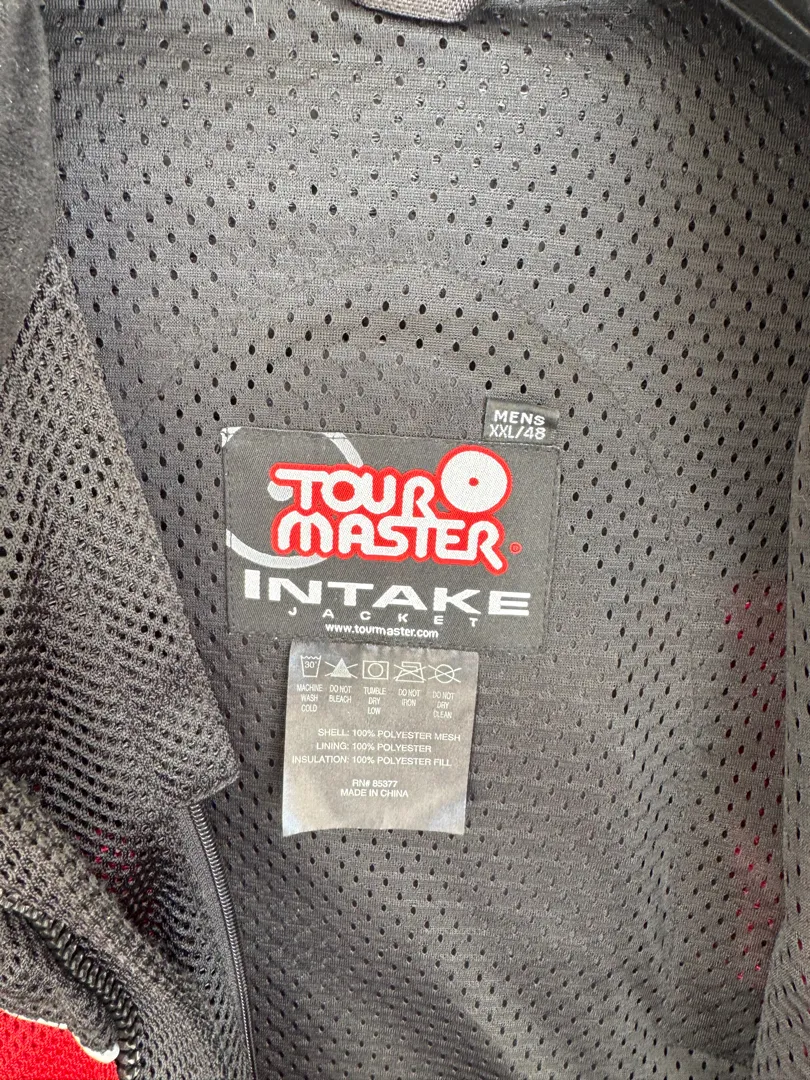 MENS
XXL/48
TOUR
MASTER®
INTAKE
JACKET
www.tourmaster.com
30°
MACHINE WASH COLD
DO NOT BLEACH
TUMBLE DRY LOW
DO NOT IRON
DO NOT DRY CLEAN
SHELL: 100% POLYESTER MESH
LINING: 100% POLYESTER
INSULATION: 100% POLYESTER FILL
RN# 85377
MADE IN CHINA